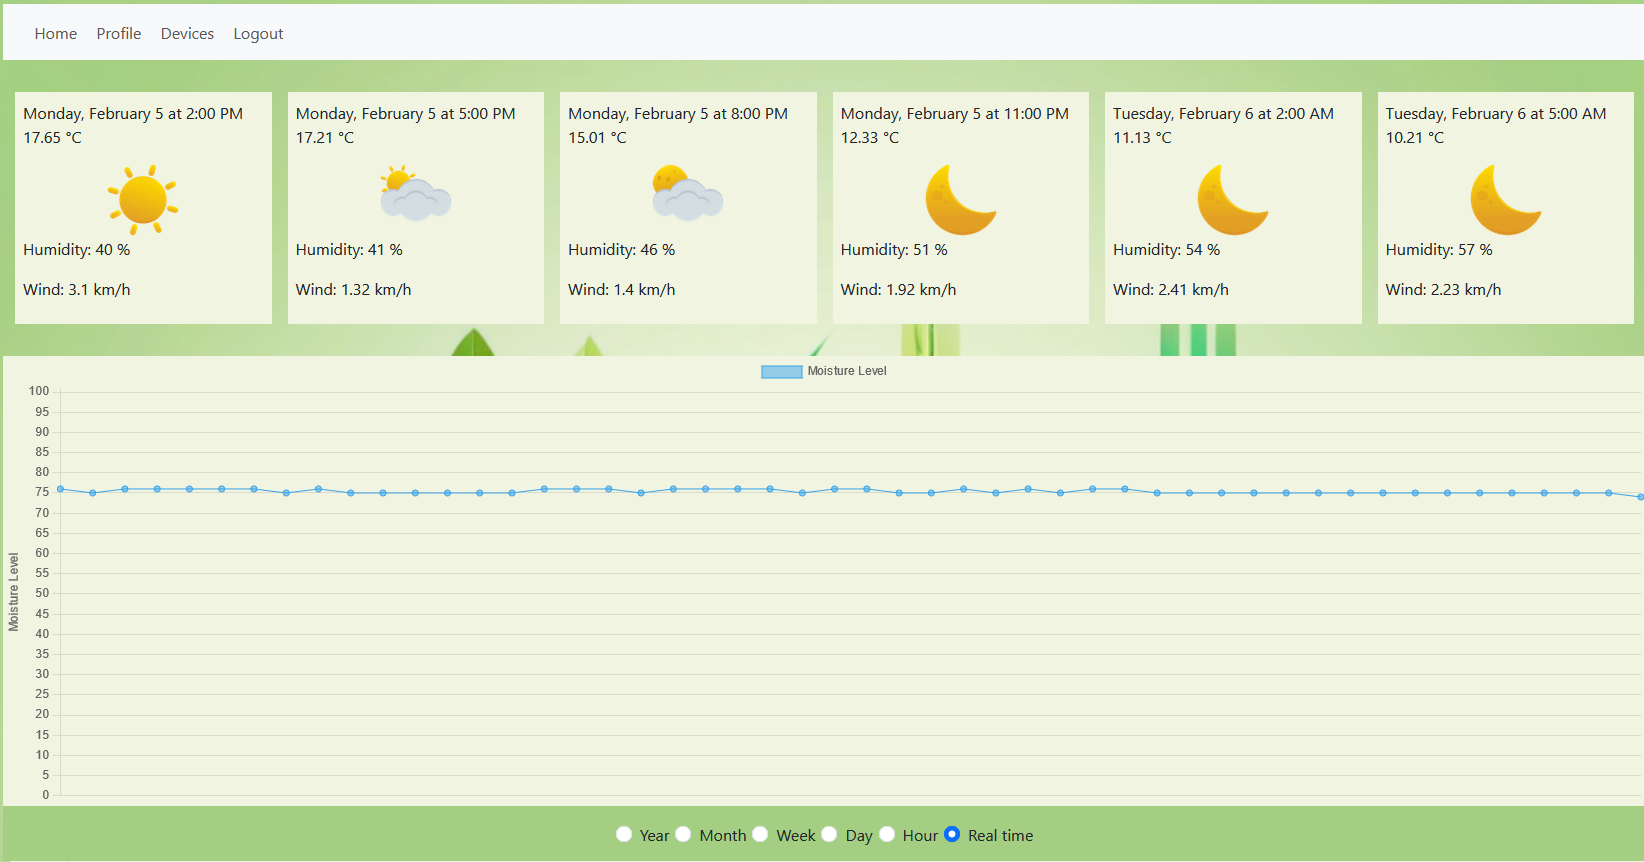 Home Profile Devices Logout
Monday, February 5 at 2:00 PM
17.65 °C
Humidity: 40 %
Wind: 3.1 km/h
Monday, February 5 at 5:00 PM
17.21 °C
Humidity: 41 %
Wind: 1.32 km/h
Monday, February 5 at 8:00 PM
15.01 °C
Humidity: 46 %
Wind: 1.4 km/h
Monday, February 5 at 11:00 PM
12.33 °C
Humidity: 51 %
Wind: 1.92 km/h
Tuesday, February 6 at 2:00 AM
11.13 °C
Humidity: 54 %
Wind: 2.41 km/h
Tuesday, February 6 at 5:00 AM
10.21 °C
Humidity: 57 %
Wind: 2.23 km/h
Moisture Level
100
95
90
85
80
75
70
65
60
55
50
45
40
35
30
25
20
15
10
5
0
Moisture Level
Year Month Week Day Hour Real time